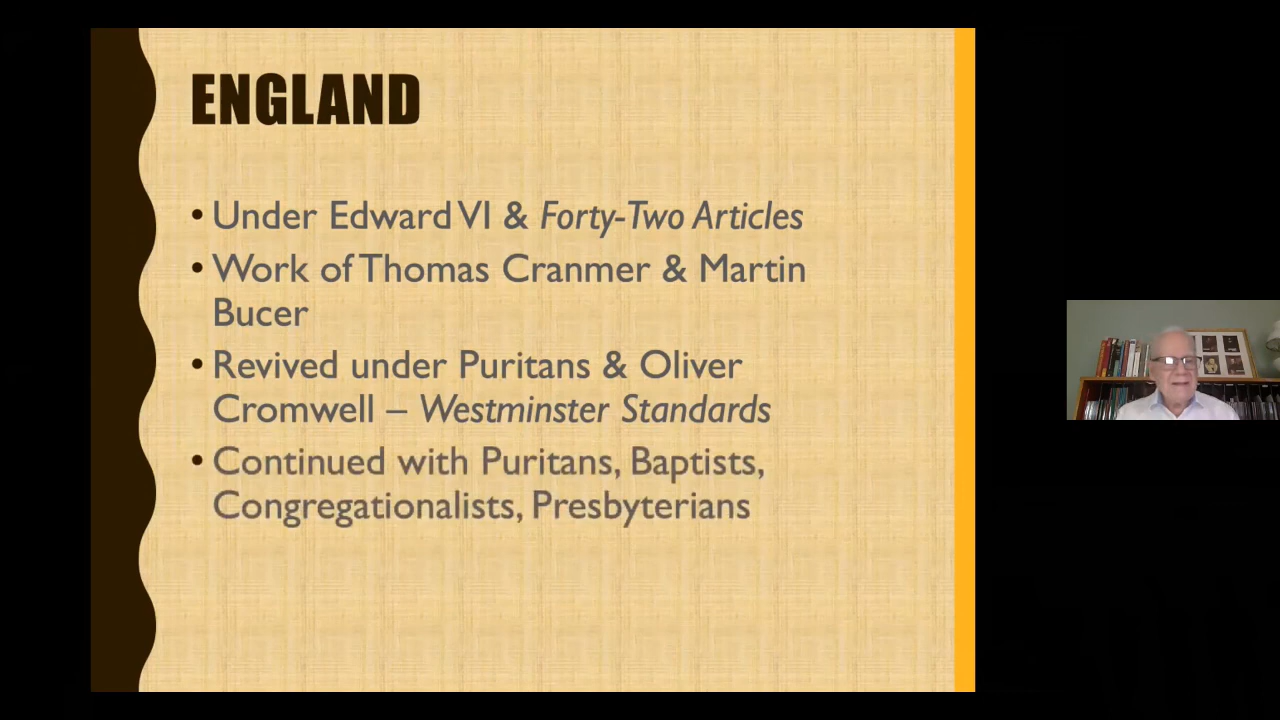 ENGLAND
• Under Edward VI & Forty-Two Articles
• Work of Thomas Cranmer & Martin
Bucer
• Revived under Puritans & Oliver
Cromwell – Westminster Standards
• Continued with Puritans, Baptists,
Congregationalists, Presbyterians